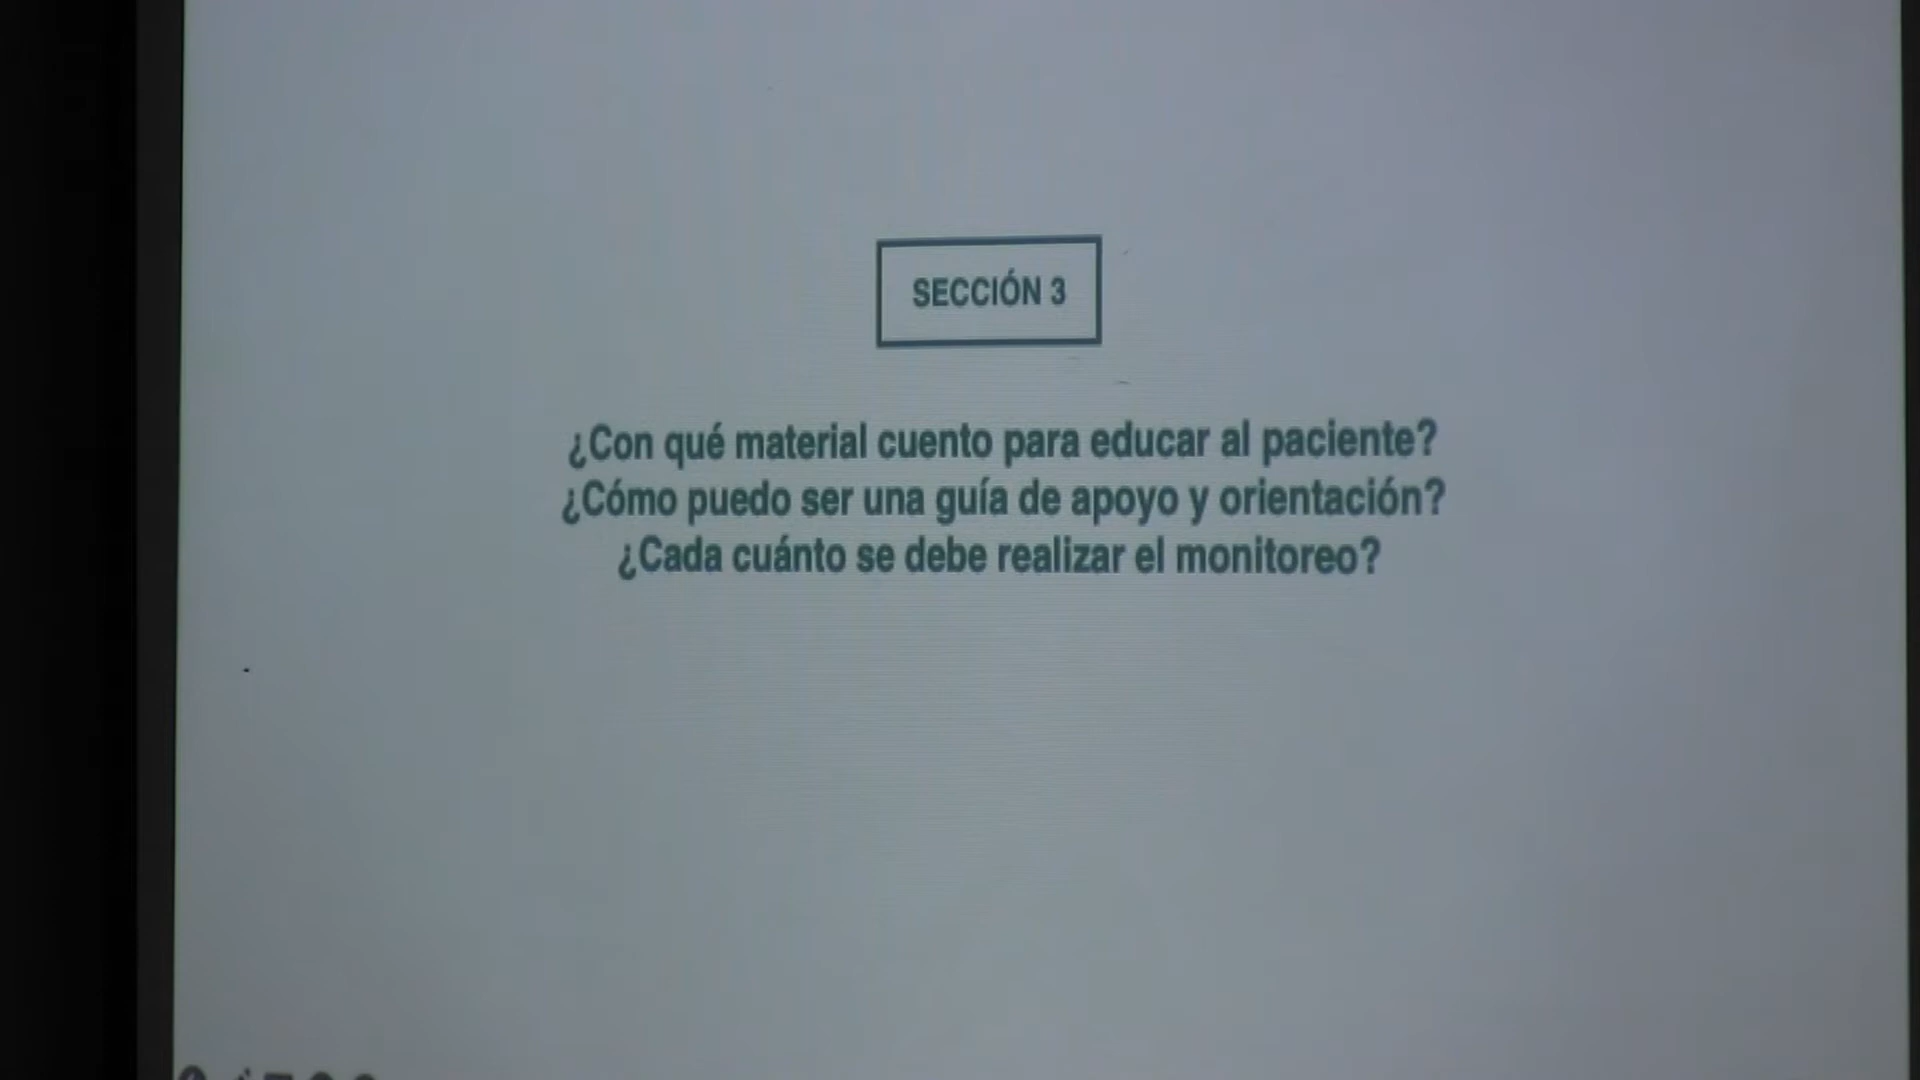 SECCIÓN 3
¿Con qué material cuento para educar al paciente?
¿Cómo puedo ser una guía de apoyo y orientación?
¿Cada cuánto se debe realizar el monitoreo?